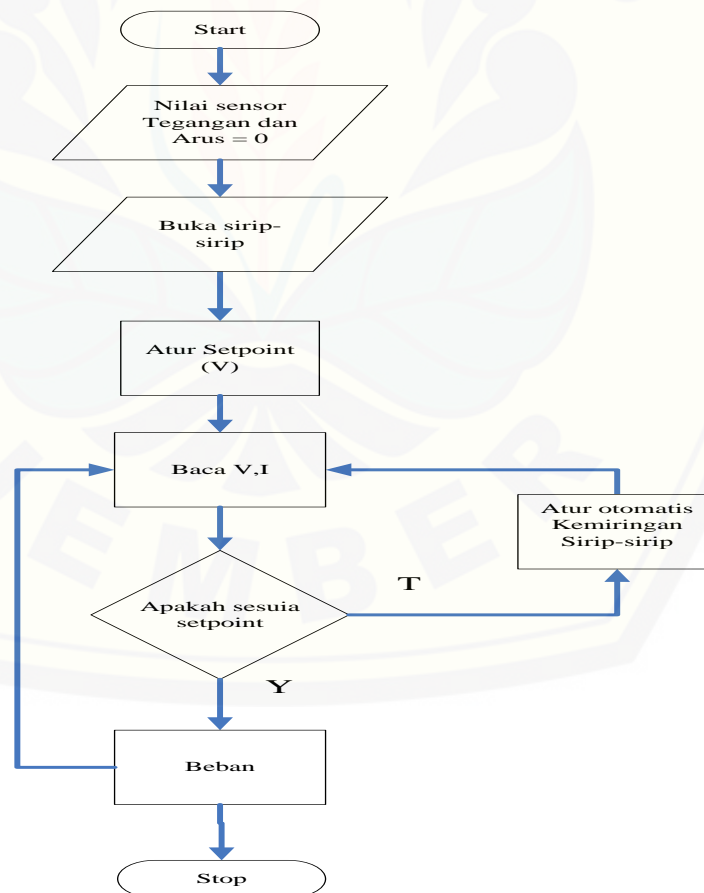 Start
Nilai sensor
Tegangan dan
Arus = 0
Buka sirip-
sirip
Atur Setpoint
(V)
Baca V,I
Atur otomatis
Kemiringan
Sirip-sirip
Apakah sesuia
setpoint
T
Y
Beban
Stop
JEMBER